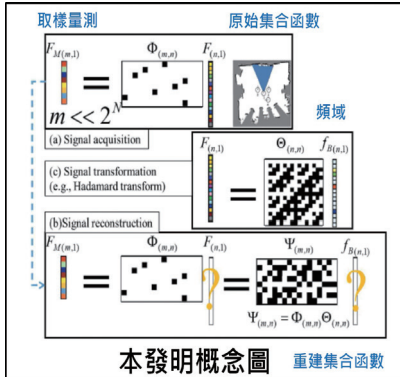 取樣量測 原始集合函數
F_M(m,1) Φ_(m,n) F_(n,1)
=
m << 2^N
(a) Signal acquisition
頻域
F_(n,1) Θ_(m,n) f_B(n,1)
(c) Signal transformation
(e.g., Hadamard transform)
=
(b)Signal reconstruction
F_M(m,1) Φ_(m,n) F_(n,1) Ψ_(m,n) f_B(n,1)
= ? = ?
Ψ_(m,n) = Φ_(m,n)Θ_(n,n)
本發明概念圖 重建集合函數